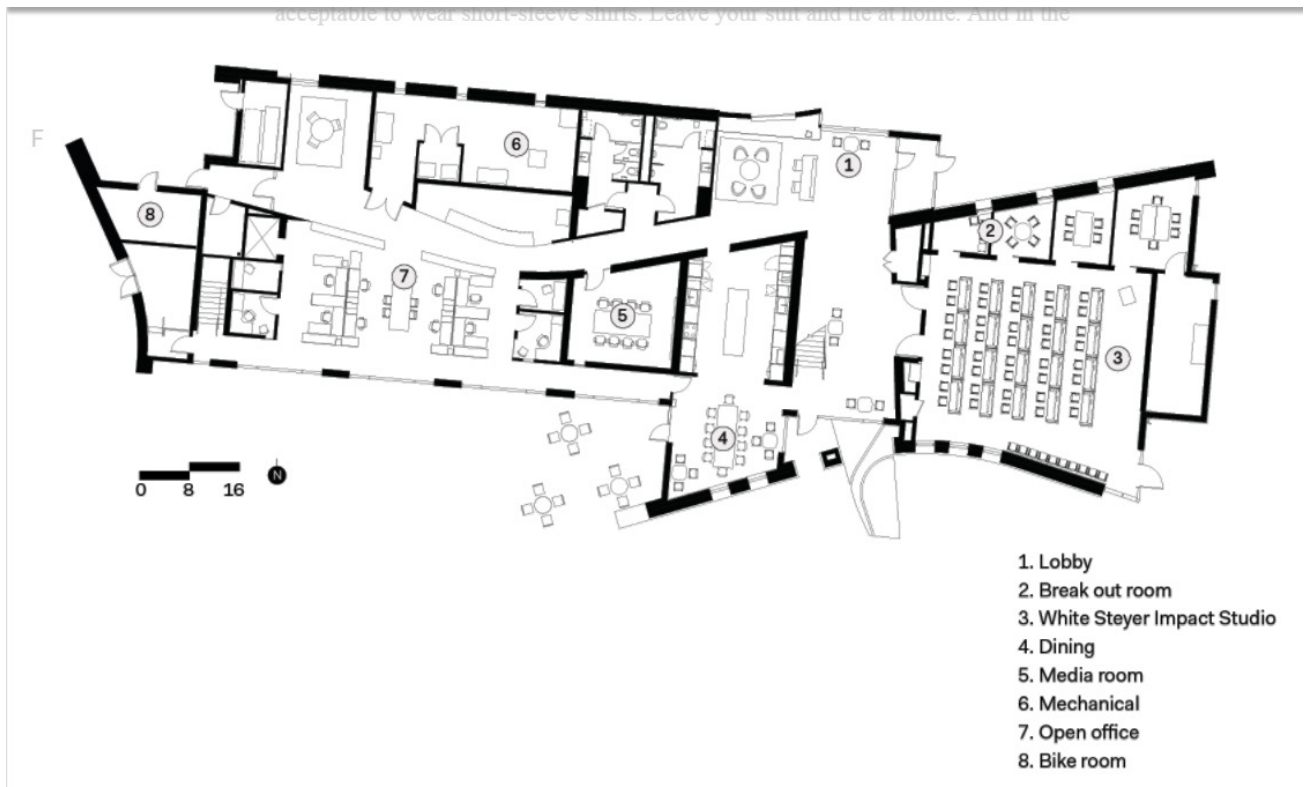 acceptable to wear short-sleeve shirts. Leave your suit and tie at home. And in the
F
6
1
8
2
7
5
3
4
N
0 8 16
1. Lobby
2. Break out room
3. White Steyer Impact Studio
4. Dining
5. Media room
6. Mechanical
7. Open office
8. Bike room